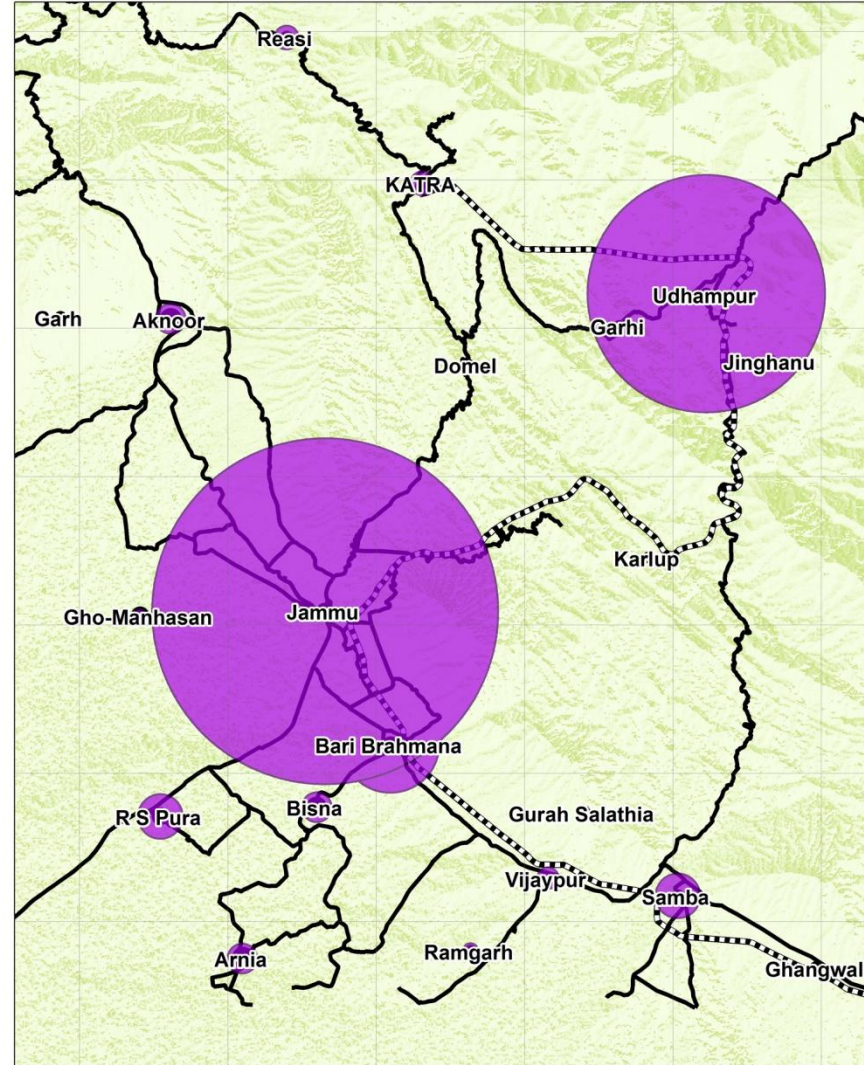 Reasi
KATRA
Udhampur
Garh
Aknoor
Garhi
Domel
Jinghanu
Karlup
Gho-Manhasan
Jammu
Bari Brahmana
R S Pura
Bisna
Gurah Salathia
Vijaypur
Samba
Arnia
Ramgarh
Ghangwal